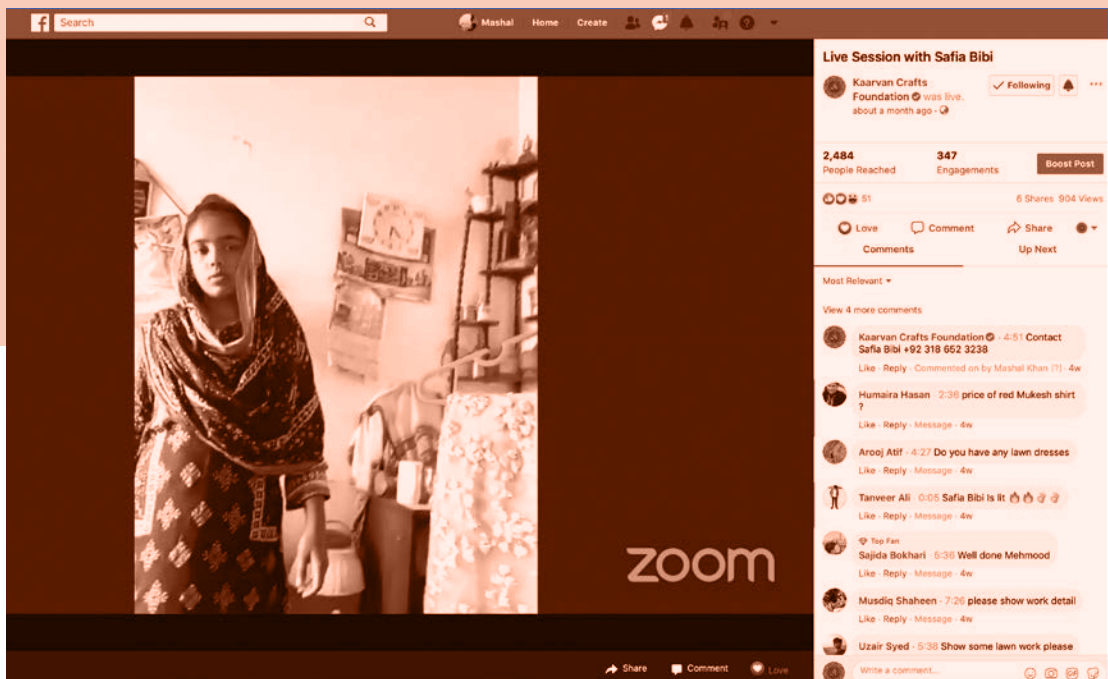 Search
Mashal Home Create
Live Session with Safia Bibi
Kaarvan Crafts
Foundation was live.
about a month ago ·
Following
2,484
People Reached
347
Engagements
Boost Post
51
6 Shares 904 Views
Love Comment Share
Comments Up Next
Most Relevant
View 4 more comments
Kaarvan Crafts Foundation · 4:51 Contact
Safia Bibi +92 318 652 3238
Like · Reply · Commented on by Mashal Khan [?] · 4w
Humaira Hasan · 2:36 price of red Mukesh shirt
?
Like · Reply · Message · 4w
Arooj Atif · 4:27 Do you have any lawn dresses
Like · Reply · Message · 4w
Tanveer Ali · 0:05 Safia Bibi Is lit 🔥 🔥 👌 👌
Like · Reply · Message · 4w
Top Fan
Sajida Bokhari · 5:36 Well done Mehmood
Like · Reply · Message · 4w
Musdiq Shaheen · 7:26 please show work detail
Like · Reply · Message · 4w
Uzair Syed · 5:38 Show some lawn work please
Write a comment...
GIF
zoom
Share Comment Love